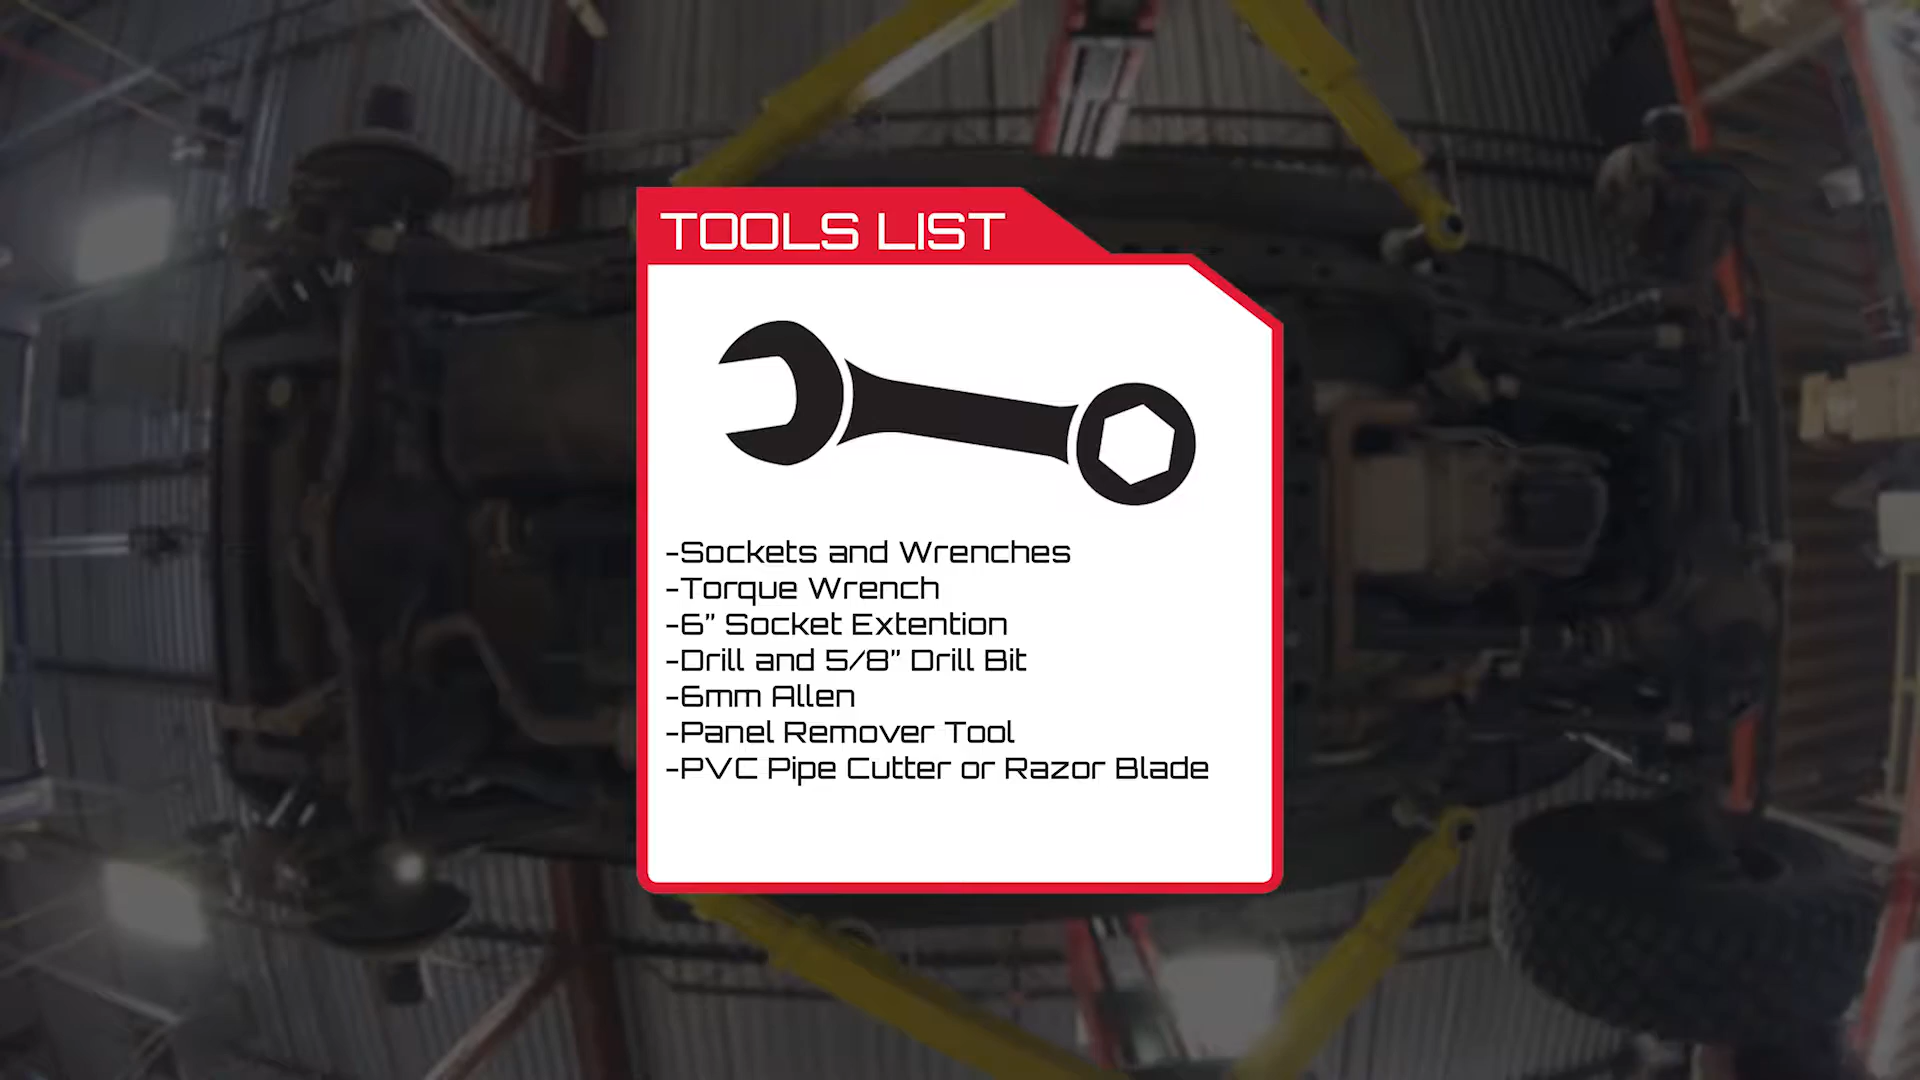 TOOLS LIST
-Sockets and Wrenches
-Torque Wrench
-6” Socket Extention
-Drill and 5/8” Drill Bit
-6mm Allen
-Panel Remover Tool
-PVC Pipe Cutter or Razor Blade